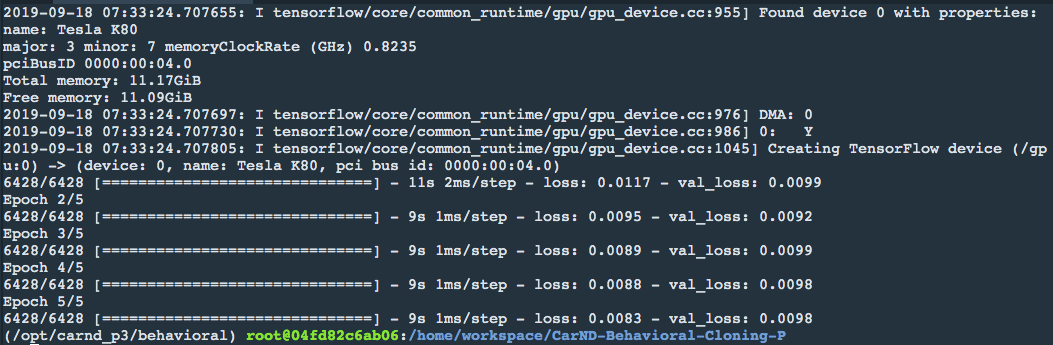 2019-09-18 07:33:24.707655: I tensorflow/core/common_runtime/gpu/gpu_device.cc:955] Found device 0 with properties:
name: Tesla K80
major: 3 minor: 7 memoryClockRate (GHz) 0.8235
pciBusID 0000:00:04.0
Total memory: 11.17GiB
Free memory: 11.09GiB
2019-09-18 07:33:24.707697: I tensorflow/core/common_runtime/gpu/gpu_device.cc:976] DMA: 0
2019-09-18 07:33:24.707730: I tensorflow/core/common_runtime/gpu/gpu_device.cc:986] 0:   Y
2019-09-18 07:33:24.707805: I tensorflow/core/common_runtime/gpu/gpu_device.cc:1045] Creating TensorFlow device (/gp
u:0) -> (device: 0, name: Tesla K80, pci bus id: 0000:00:04.0)
6428/6428 [==============================] - 11s 2ms/step - loss: 0.0117 - val_loss: 0.0099
Epoch 2/5
6428/6428 [==============================] - 9s 1ms/step - loss: 0.0095 - val_loss: 0.0092
Epoch 3/5
6428/6428 [==============================] - 9s 1ms/step - loss: 0.0089 - val_loss: 0.0099
Epoch 4/5
6428/6428 [==============================] - 9s 1ms/step - loss: 0.0088 - val_loss: 0.0098
Epoch 5/5
6428/6428 [==============================] - 9s 1ms/step - loss: 0.0083 - val_loss: 0.0098
(/opt/carnd_p3/behavioral) root@04fd82c6ab06:/home/workspace/CarND-Behavioral-Cloning-P